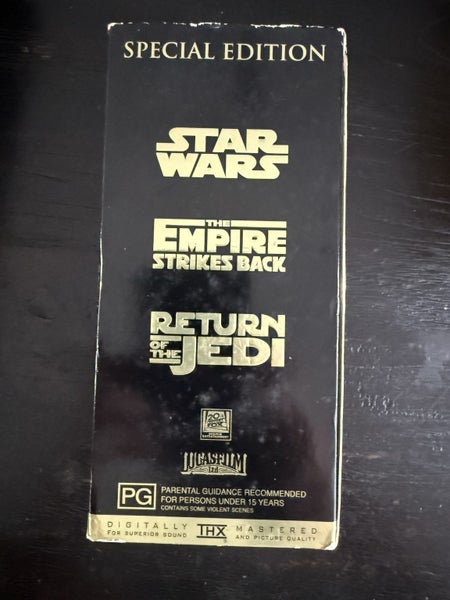 SPECIAL EDITION
STAR
WARS
THE
EMPIRE
STRIKES BACK
RETURN
OF THE JEDI
20th CENTURY FOX
LUCASFILM
LTD
PG PARENTAL GUIDANCE RECOMMENDED
FOR PERSONS UNDER 15 YEARS
CONTAINS SOME VIOLENT SCENES
DIGITALLY THX MASTERED
FOR SUPERIOR SOUND AND PICTURE QUALITY